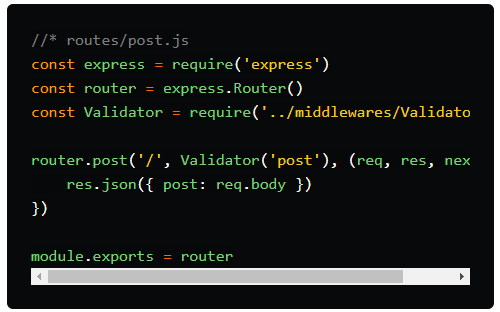 //* routes/post.js
const express = require('express')
const router = express.Router()
const Validator = require('../middlewares/Validato
router.post('/', Validator('post'), (req, res, nex
    res.json({ post: req.body })
})
module.exports = router